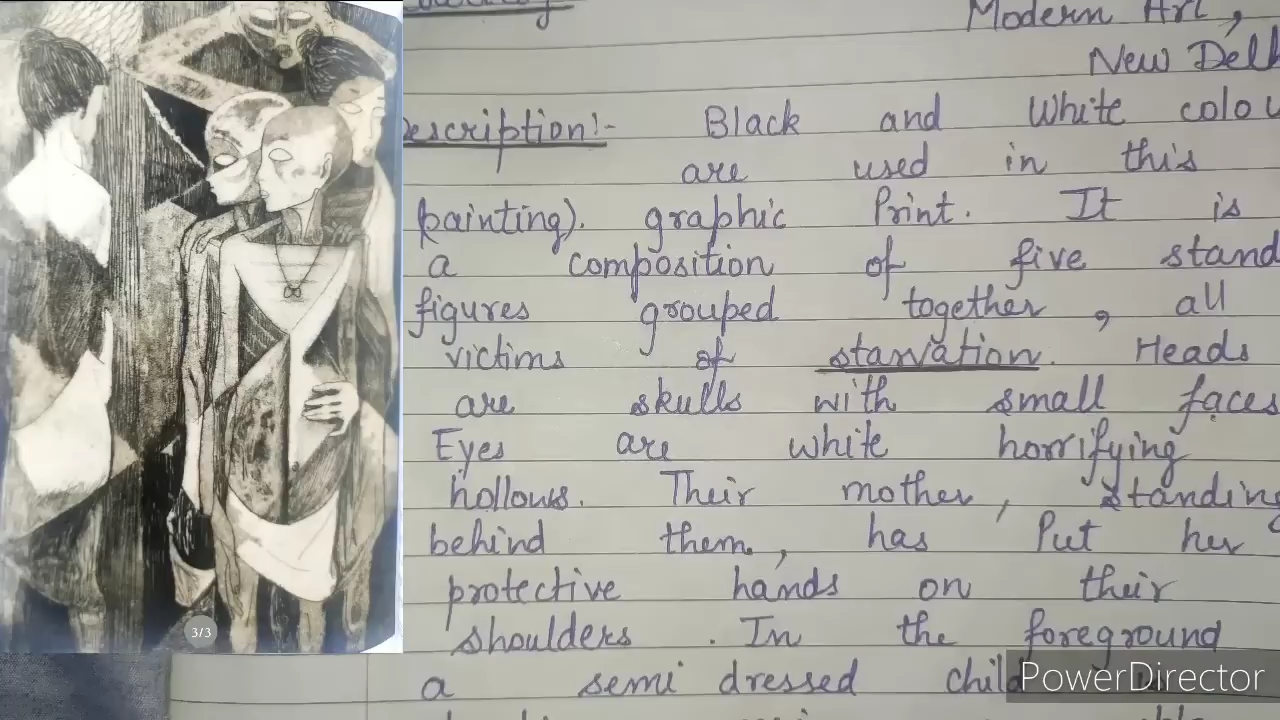 Modern Art,
New Delh
escription:- Black and White colou
are used in this
(painting). graphic Print. It is
a composition of five stand
figures grouped together, all
victims of starvation. Heads
are skulls with small faces
Eyes are white horrifying
hollows. Their mother, standing
behind them, has Put her
protective hands on their
shoulders. In the foreground
a semi dressed child
3/3
PowerDirector